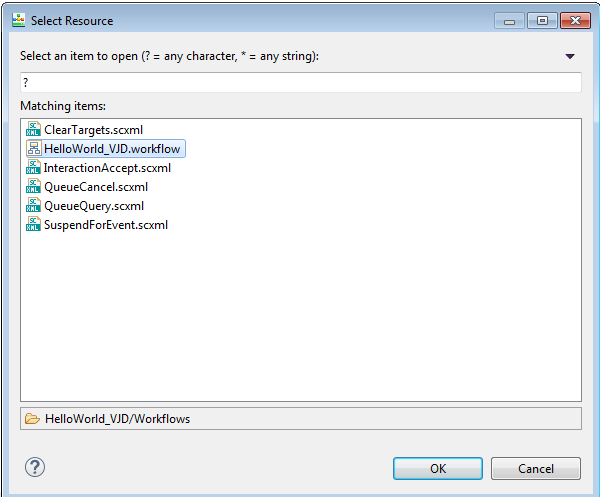 Select Resource
Select an item to open (? = any character, * = any string):
?
Matching items:
ClearTargets.scxml
HelloWorld_VJD.workflow
InteractionAccept.scxml
QueueCancel.scxml
QueueQuery.scxml
SuspendForEvent.scxml
HelloWorld_VJD/Workflows
?
OK Cancel